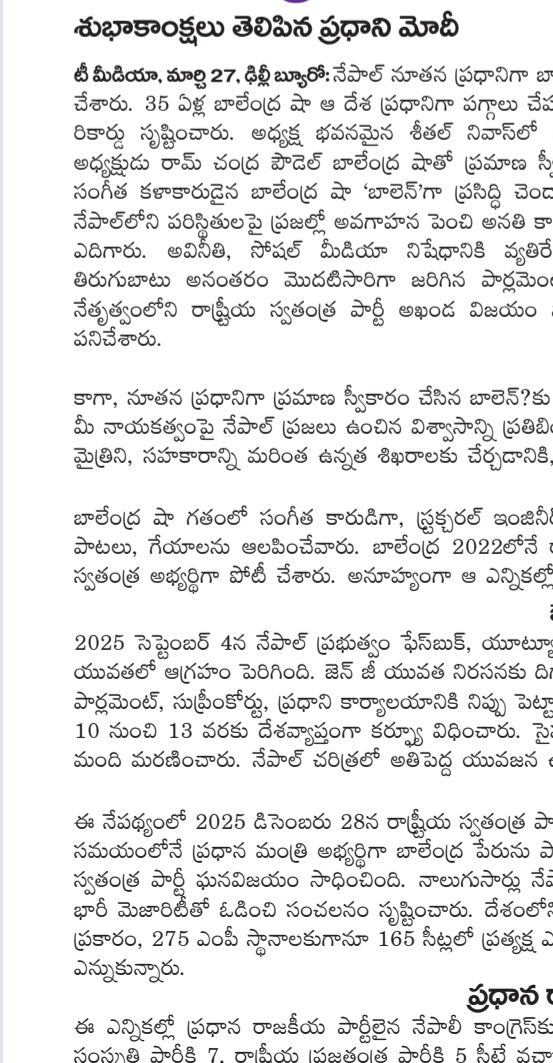 శుభాకాంక్షలు తెలిపిన ప్రధాని మోదీ
టీ మీడియా, మార్చి 27, ఢిల్లీ బ్యూరో: నేపాల్ నూతన ప్రధానిగా
చేశారు. 35 ఏళ్ల బాలేంద్ర షా ఆ దేశ ప్రధానిగా పగ్గాలు
రికార్డు సృష్టించారు. అధ్యక్ష భవనమైన శీతల్ నివాస్‌లో
అధ్యక్షుడు రామ్ చంద్ర పౌడెల్ బాలేంద్ర షాతో ప్రమాణ
సంగీత కళాకారుడైన బాలేంద్ర షా ‘బాలెన్’గా ప్రసిద్ధి
నేపాల్‌లోని పరిస్థితులపై ప్రజల్లో అవగాహన పెంచి అనతి
ఎదిగారు. అవినీతి, సోషల్ మీడియా నిషేధానికి
తిరుగుబాటు అనంతరం మొదటిసారిగా జరిగిన
నేతృత్వంలోని రాష్ట్రీయ స్వతంత్ర పార్టీ అఖండ విజయం
పనిచేశారు.
కాగా, నూతన ప్రధానిగా ప్రమాణ స్వీకారం చేసిన బాలెన్?కు
మీ నాయకత్వంపై నేపాల్ ప్రజలు ఉంచిన విశ్వాసాన్ని
మైత్రిని, సహకారాన్ని మరింత ఉన్నత శిఖరాలకు చేర్చడానికి,
బాలేంద్ర షా గతంలో సంగీత కారుడిగా, స్ట్రక్చరల్
పాటలు, గేయాలను ఆలపించేవారు. బాలేంద్ర 2022లోనే
స్వతంత్ర అభ్యర్థిగా పోటీ చేశారు. అనూహ్యంగా ఆ ఎన్నికల్లో
2025 సెప్టెంబర్ 4న నేపాల్ ప్రభుత్వం ఫేస్‌బుక్,
యువతలో ఆగ్రహం పెరిగింది. జెన్ జీ యువత నిరసనకు
పార్లమెంట్, సుప్రీంకోర్టు, ప్రధాని కార్యాలయానికి నిప్పు
10 నుంచి 13 వరకు దేశవ్యాప్తంగా కర్ఫ్యూ విధించారు.
మంది మరణించారు. నేపాల్ చరిత్రలో అతిపెద్ద యువజన
ఈ నేపథ్యంలో 2025 డిసెంబరు 28న రాష్ట్రీయ స్వతంత్ర
సమయంలోనే ప్రధాన మంత్రి అభ్యర్థిగా బాలేంద్ర పేరును
స్వతంత్ర పార్టీ ఘనవిజయం సాధించింది. నాలుగుసార్లు
భారీ మెజారిటీతో ఓడించి సంచలనం సృష్టించారు.
ప్రకారం, 275 ఎంపీ స్థానాలకుగానూ 165 సీట్లలో ప్రత్యక్ష
ఎన్నుకున్నారు.
ప్రధాన
ఈ ఎన్నికల్లో ప్రధాన రాజకీయ పార్టీలైన నేపాలీ
7, రాష్ట్రీయ ప్రజాతంత్ర పార్టీకి 5